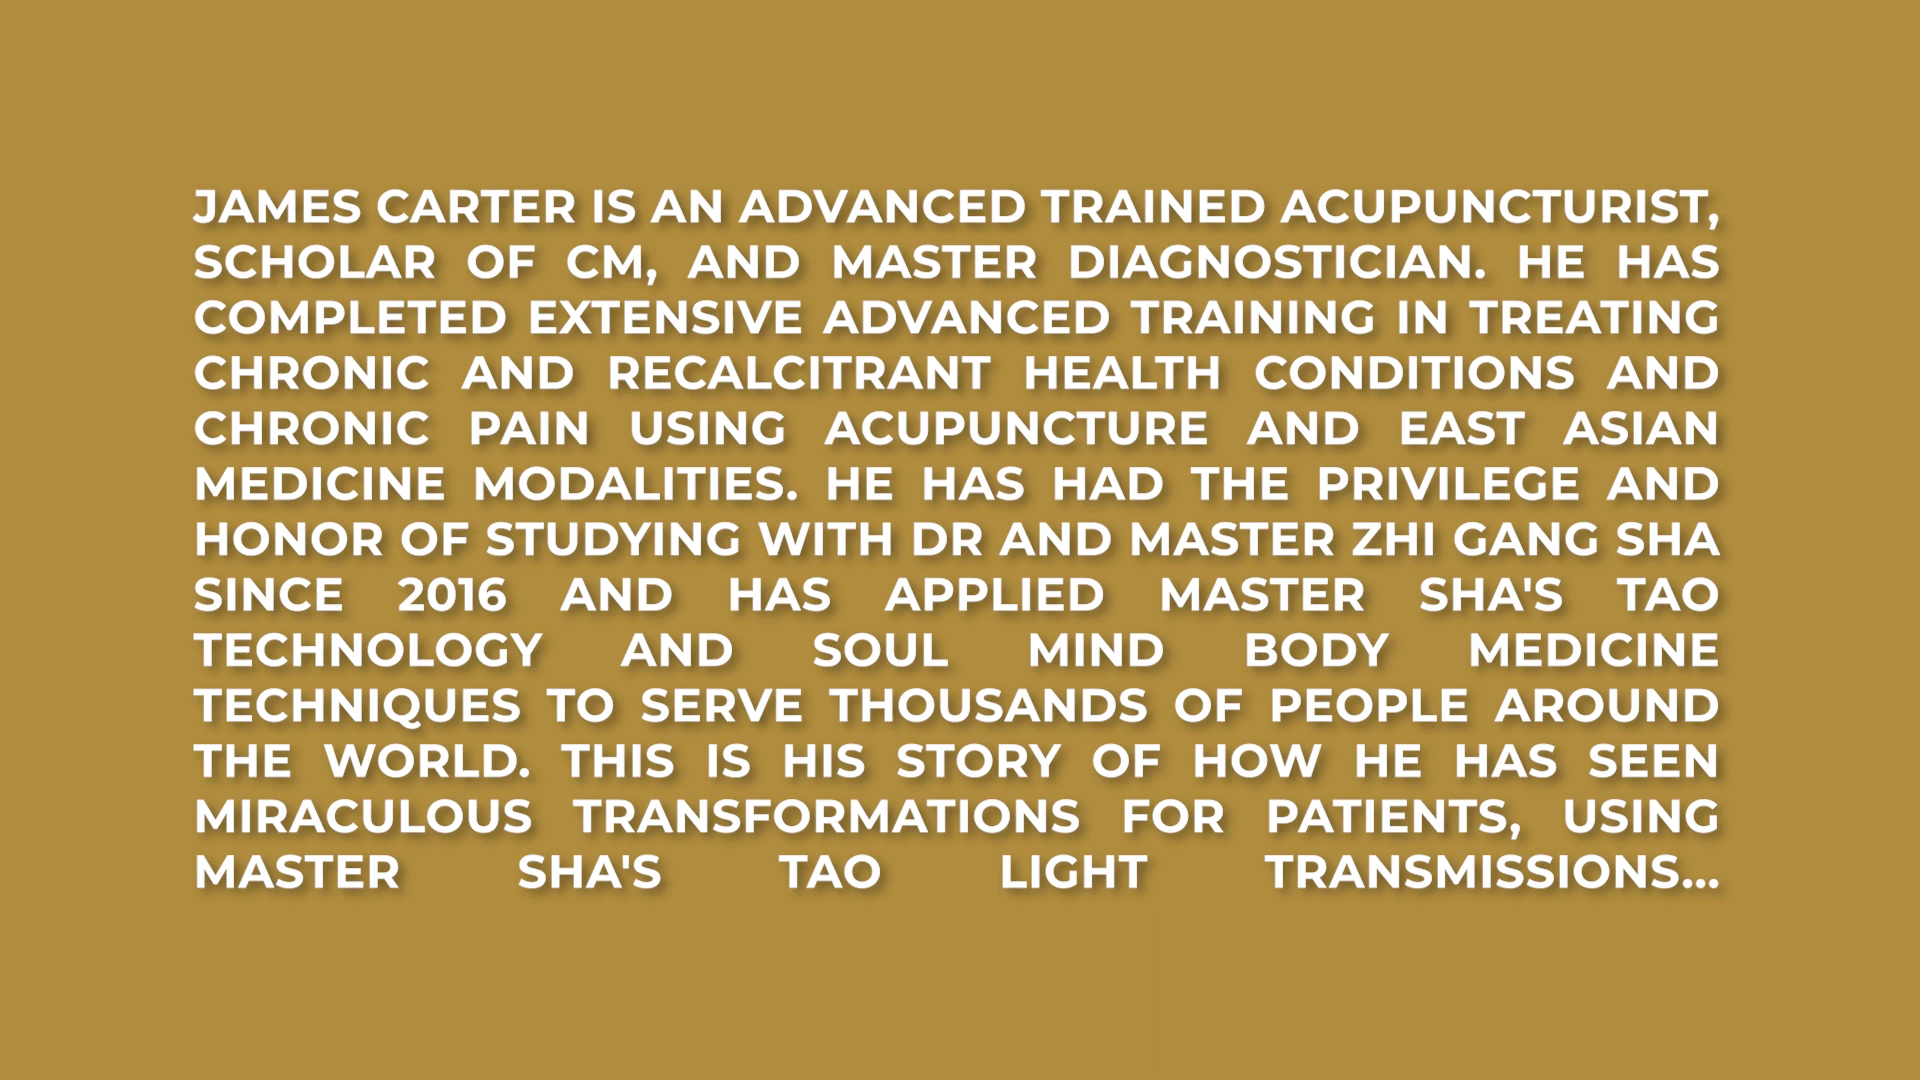 JAMES CARTER IS AN ADVANCED TRAINED ACUPUNCTURIST,
SCHOLAR OF CM, AND MASTER DIAGNOSTICIAN. HE HAS
COMPLETED EXTENSIVE ADVANCED TRAINING IN TREATING
CHRONIC AND RECALCITRANT HEALTH CONDITIONS AND
CHRONIC PAIN USING ACUPUNCTURE AND EAST ASIAN
MEDICINE MODALITIES. HE HAS HAD THE PRIVILEGE AND
HONOR OF STUDYING WITH DR AND MASTER ZHI GANG SHA
SINCE 2016 AND HAS APPLIED MASTER SHA'S TAO
TECHNOLOGY AND SOUL MIND BODY MEDICINE
TECHNIQUES TO SERVE THOUSANDS OF PEOPLE AROUND
THE WORLD. THIS IS HIS STORY OF HOW HE HAS SEEN
MIRACULOUS TRANSFORMATIONS FOR PATIENTS, USING
MASTER SHA'S TAO LIGHT TRANSMISSIONS...